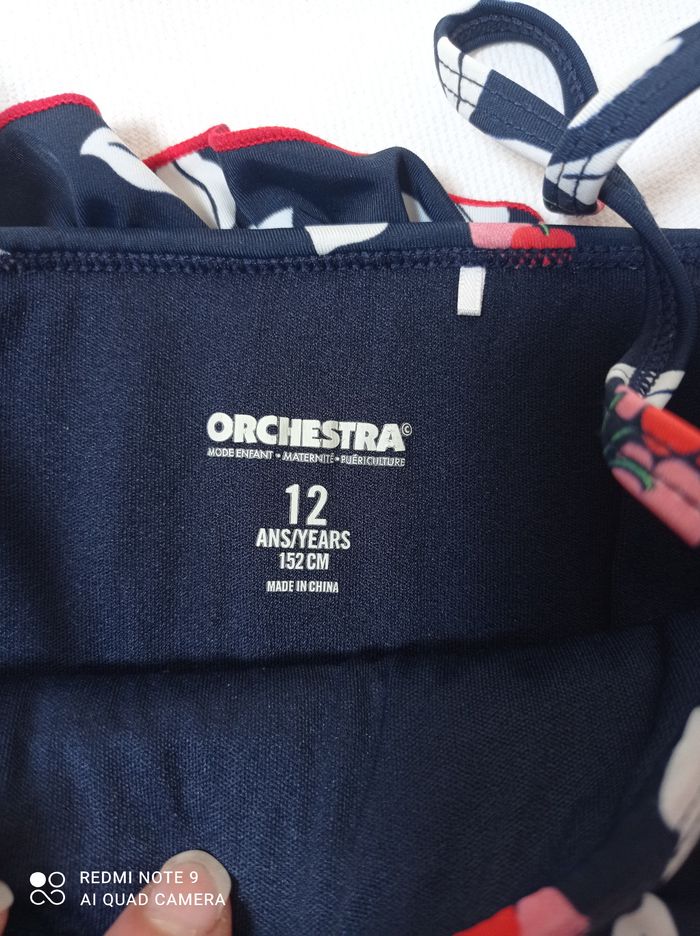 ORCHESTRA©
MODE ENFANT • MATERNITÉ • PUÉRICULTURE
12
ANS/YEARS
152 CM
MADE IN CHINA
REDMI NOTE 9
AI QUAD CAMERA